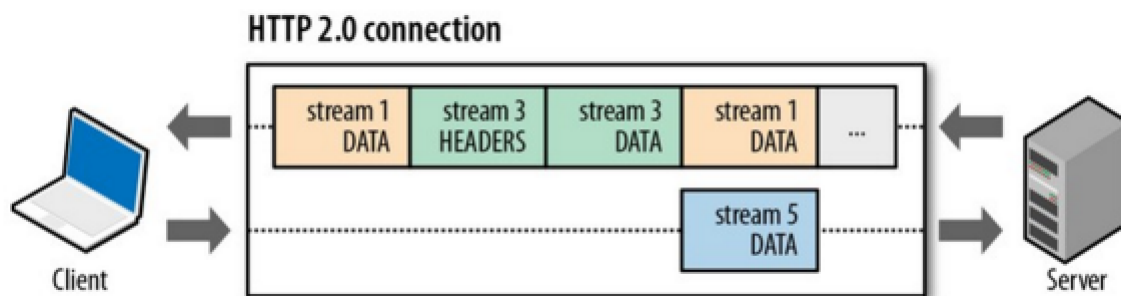 HTTP 2.0 connection
stream 1
DATA
stream 3
HEADERS
stream 3
DATA
stream 1
DATA
...
stream 5
DATA
Client
Server